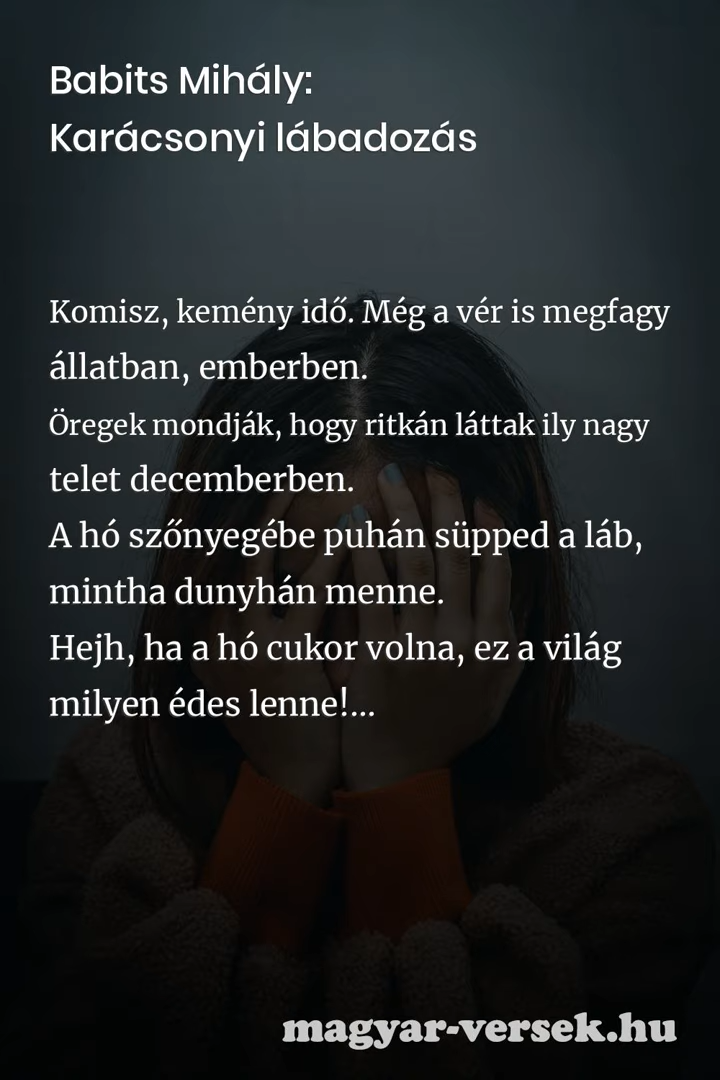 Babits Mihály:
Karácsonyi lábadozás
Komisz, kemény idő. Még a vér is megfagy
állatban, emberben.
Öregek mondják, hogy ritkán láttak ily nagy
telet decemberben.
A hó szőnyegébe puhán süpped a láb,
mintha dunyhán menne.
Hejh, ha a hó cukor volna, ez a világ
milyen édes lenne!...
magyar-versek.hu